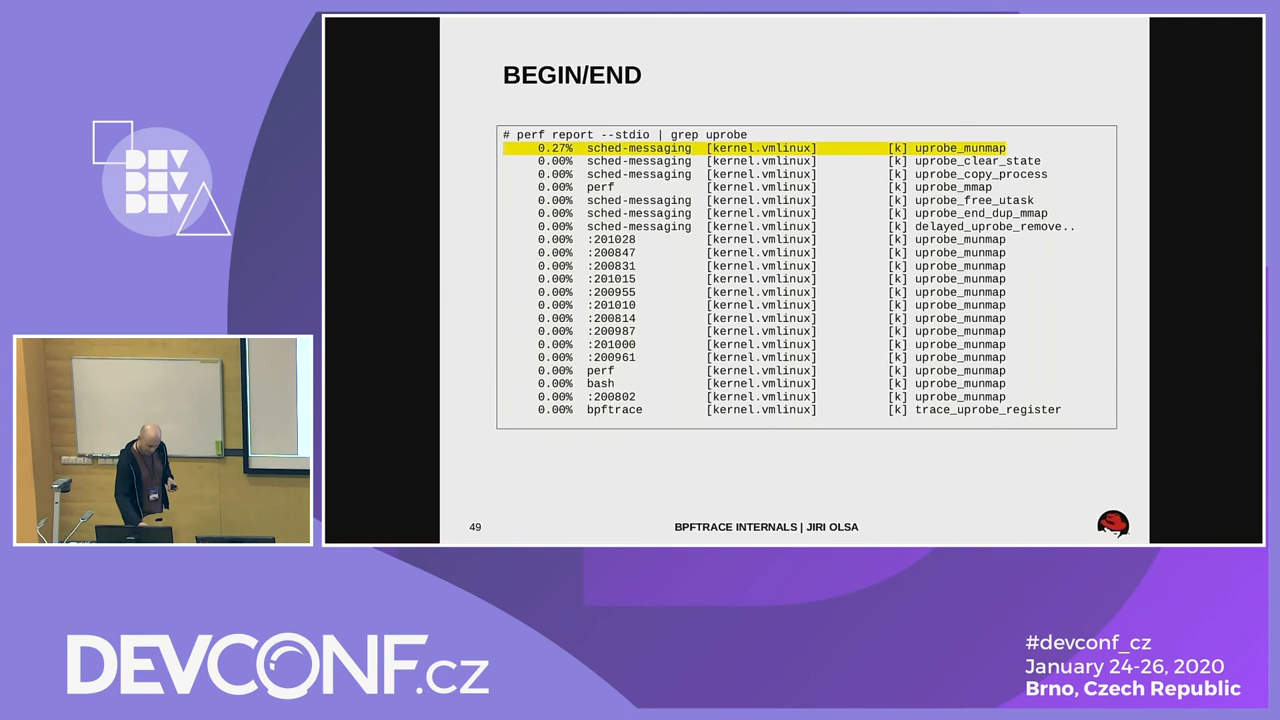 DEV
DEV
DEV
BEGIN/END
# perf report --stdio | grep uprobe
0.27% sched-messaging [kernel.vmlinux] [k] uprobe_munmap
0.00% sched-messaging [kernel.vmlinux] [k] uprobe_clear_state
0.00% sched-messaging [kernel.vmlinux] [k] uprobe_copy_process
0.00% perf [kernel.vmlinux] [k] uprobe_mmap
0.00% sched-messaging [kernel.vmlinux] [k] uprobe_free_utask
0.00% sched-messaging [kernel.vmlinux] [k] uprobe_end_dup_mmap
0.00% sched-messaging [kernel.vmlinux] [k] delayed_uprobe_remove..
0.00% :201028 [kernel.vmlinux] [k] uprobe_munmap
0.00% :200847 [kernel.vmlinux] [k] uprobe_munmap
0.00% :200831 [kernel.vmlinux] [k] uprobe_munmap
0.00% :201015 [kernel.vmlinux] [k] uprobe_munmap
0.00% :200955 [kernel.vmlinux] [k] uprobe_munmap
0.00% :201010 [kernel.vmlinux] [k] uprobe_munmap
0.00% :200814 [kernel.vmlinux] [k] uprobe_munmap
0.00% :200987 [kernel.vmlinux] [k] uprobe_munmap
0.00% :201000 [kernel.vmlinux] [k] uprobe_munmap
0.00% :200961 [kernel.vmlinux] [k] uprobe_munmap
0.00% perf [kernel.vmlinux] [k] uprobe_munmap
0.00% bash [kernel.vmlinux] [k] uprobe_munmap
0.00% :200802 [kernel.vmlinux] [k] uprobe_munmap
0.00% bpftrace [kernel.vmlinux] [k] trace_uprobe_register
49
BPFTRACE INTERNALS | JIRI OLSA
DEVCONF.cz
#devconf_cz
January 24-26, 2020
Brno, Czech Republic